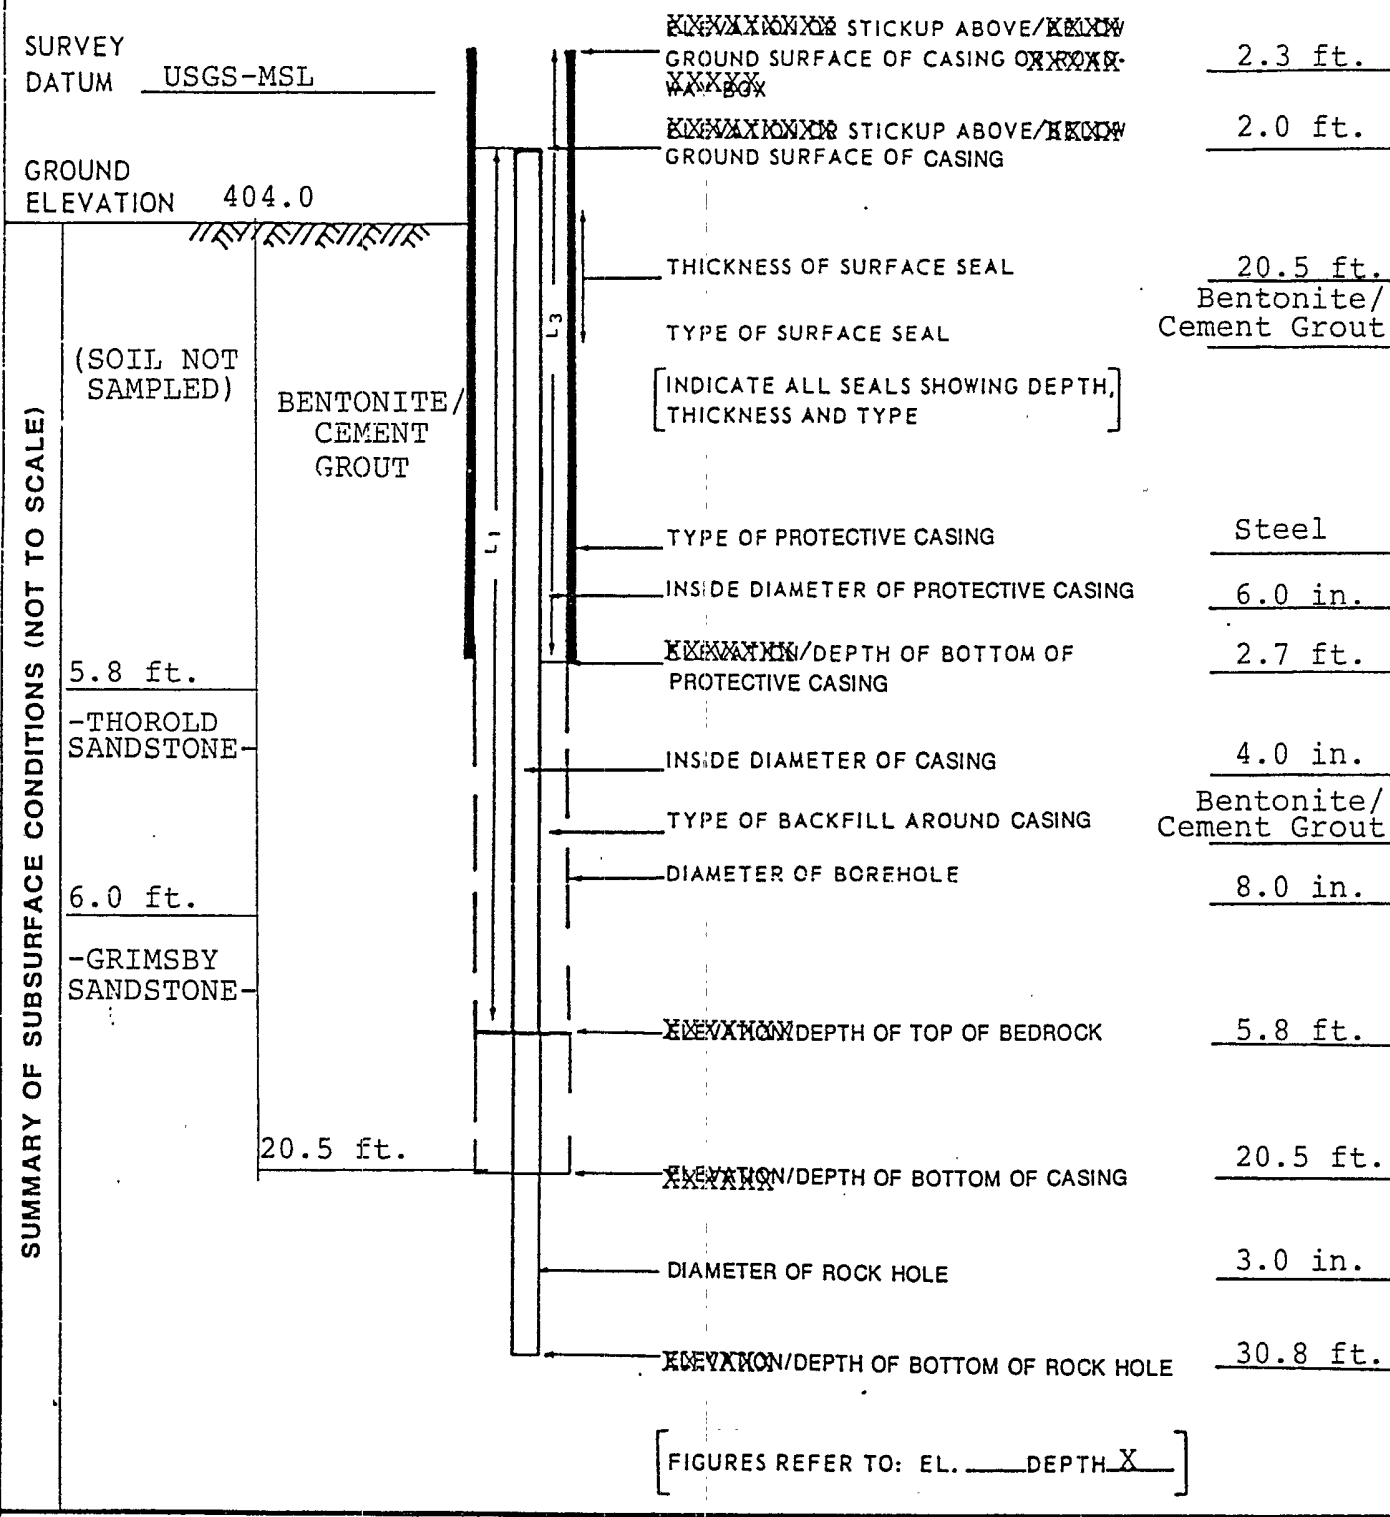 SURVEY
DATUM USGS-MSL
GROUND
ELEVATION 404.0
STICKUP ABOVE/
GROUND SURFACE OF CASING 2.3 ft.
STICKUP ABOVE/
GROUND SURFACE OF CASING 2.0 ft.
THICKNESS OF SURFACE SEAL 20.5 ft.
TYPE OF SURFACE SEAL Bentonite/
Cement Grout
[INDICATE ALL SEALS SHOWING DEPTH,
THICKNESS AND TYPE]
TYPE OF PROTECTIVE CASING Steel
INSIDE DIAMETER OF PROTECTIVE CASING 6.0 in.
/DEPTH OF BOTTOM OF
PROTECTIVE CASING 2.7 ft.
INSIDE DIAMETER OF CASING 4.0 in.
TYPE OF BACKFILL AROUND CASING Bentonite/
Cement Grout
DIAMETER OF BOREHOLE 8.0 in.
DEPTH OF TOP OF BEDROCK 5.8 ft.
/DEPTH OF BOTTOM OF CASING 20.5 ft.
DIAMETER OF ROCK HOLE 3.0 in.
/DEPTH OF BOTTOM OF ROCK HOLE 30.8 ft.
[FIGURES REFER TO: EL. ____ DEPTH X]
SUMMARY OF SUBSURFACE CONDITIONS (NOT TO SCALE)
(SOIL NOT
SAMPLED)
5.8 ft.
-THOROLD
SANDSTONE-
6.0 ft.
-GRIMSBY
SANDSTONE-
BENTONITE/
CEMENT
GROUT
20.5 ft.
L1
L3